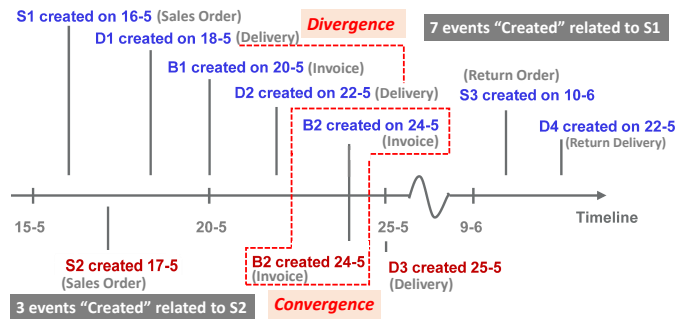 S1 created on 16-5 (Sales Order)
Divergence
7 events “Created” related to S1
D1 created on 18-5 (Delivery)
B1 created on 20-5 (Invoice)
(Return Order)
D2 created on 22-5 (Delivery)
S3 created on 10-6
B2 created on 24-5
(Invoice)
D4 created on 22-5
(Return Delivery)
15-5
20-5
25-5
9-6
Timeline
S2 created 17-5
(Sales Order)
B2 created 24-5
(Invoice)
D3 created 25-5
(Delivery)
3 events “Created” related to S2
Convergence